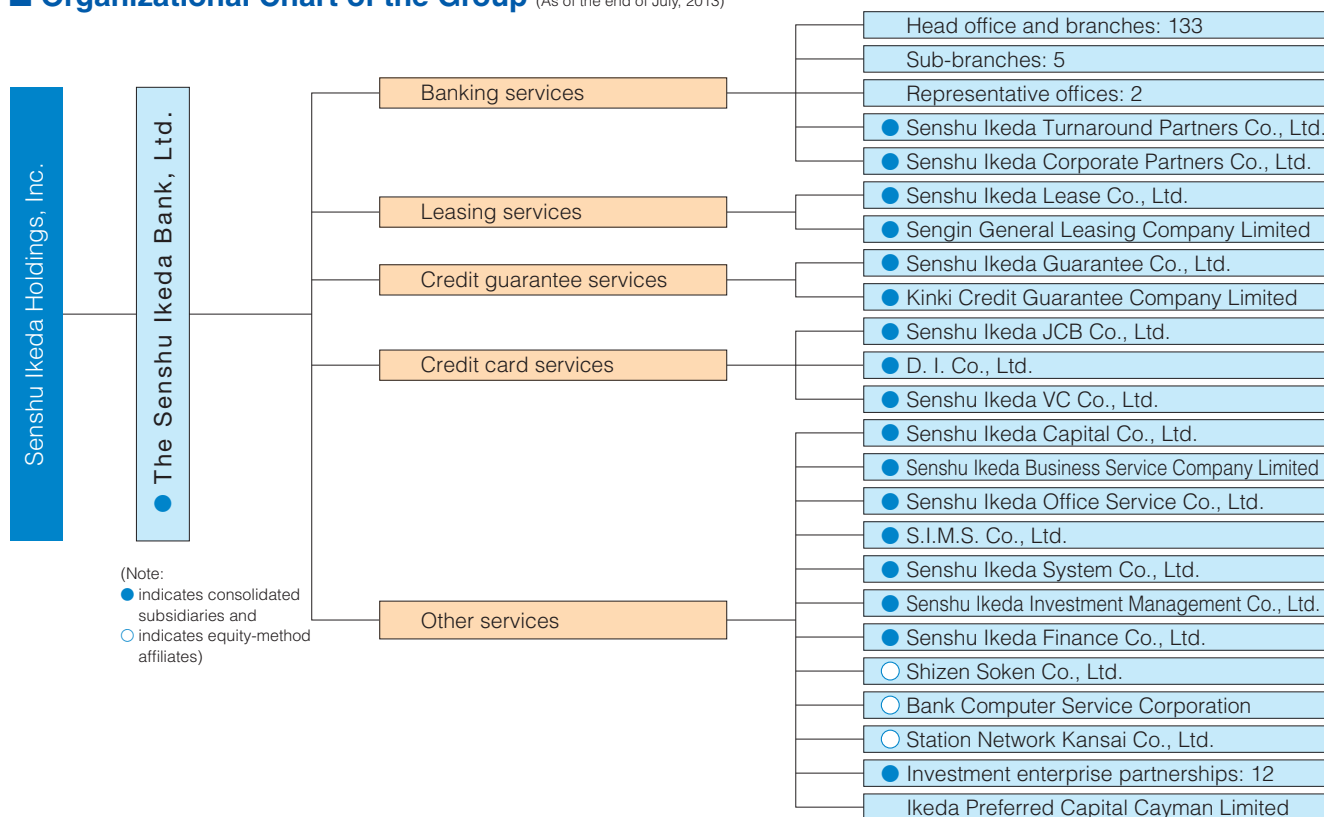 ■ Organizational Chart of the Group (As of the end of July, 2013)
Senshu Ikeda Holdings, Inc.
● The Senshu Ikeda Bank, Ltd.
(Note:
● indicates consolidated
subsidiaries and
○ indicates equity-method
affiliates)
Banking services
Head office and branches: 133
Sub-branches: 5
Representative offices: 2
● Senshu Ikeda Turnaround Partners Co., Ltd.
● Senshu Ikeda Corporate Partners Co., Ltd.
Leasing services
● Senshu Ikeda Lease Co., Ltd.
● Sengin General Leasing Company Limited
Credit guarantee services
● Senshu Ikeda Guarantee Co., Ltd.
● Kinki Credit Guarantee Company Limited
Credit card services
● Senshu Ikeda JCB Co., Ltd.
● D. I. Co., Ltd.
● Senshu Ikeda VC Co., Ltd.
Other services
● Senshu Ikeda Capital Co., Ltd.
● Senshu Ikeda Business Service Company Limited
● Senshu Ikeda Office Service Co., Ltd.
● S.I.M.S. Co., Ltd.
● Senshu Ikeda System Co., Ltd.
● Senshu Ikeda Investment Management Co., Ltd.
● Senshu Ikeda Finance Co., Ltd.
○ Shizen Soken Co., Ltd.
○ Bank Computer Service Corporation
○ Station Network Kansai Co., Ltd.
● Investment enterprise partnerships: 12
Ikeda Preferred Capital Cayman Limited